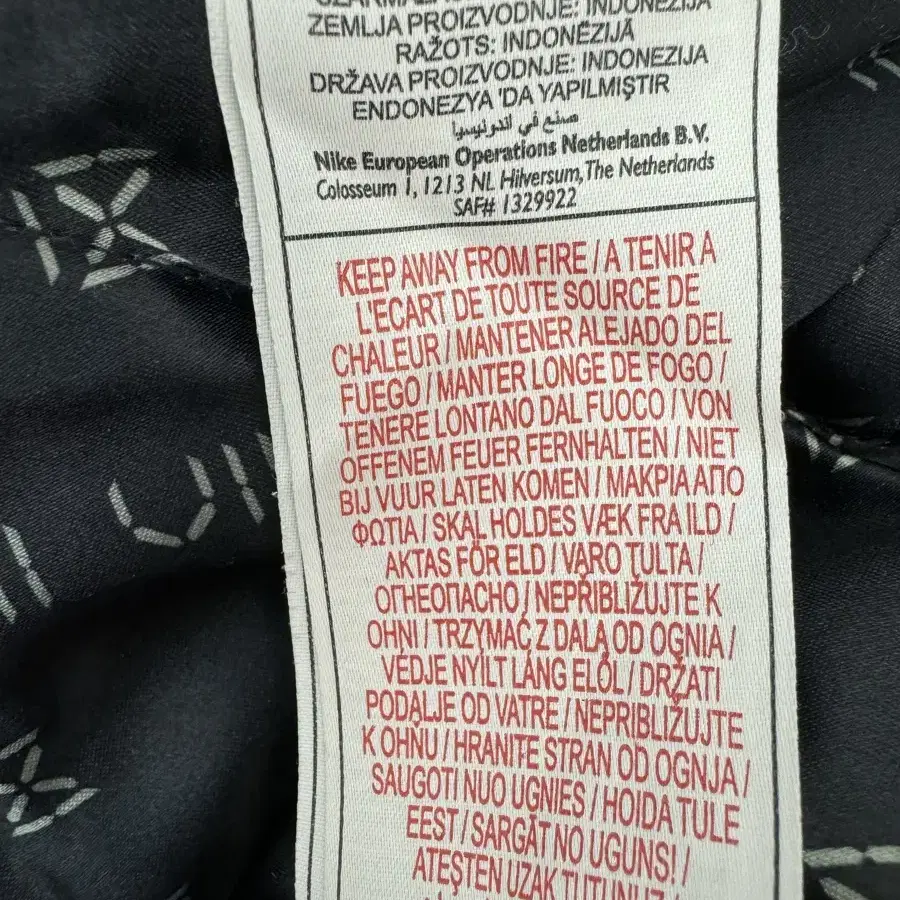 ZEMLJA PROIZVODNJE: INDONEZIJA
RAŽOTS: INDONĒZIJĀ
DRŽAVA PROIZVODNJE: INDONEZIJA
ENDONEZYA 'DA YAPILMIŞTIR
صنع في اندونيسيا
Nike European Operations Netherlands B.V.
Colosseum 1, 1213 NL Hilversum, The Netherlands
SAF# 1329922
KEEP AWAY FROM FIRE / A TENIR A
L'ECART DE TOUTE SOURCE DE
CHALEUR / MANTENER ALEJADO DEL
FUEGO / MANTER LONGE DE FOGO /
TENERE LONTANO DAL FUOCO / VON
OFFENEM FEUER FERNHALTEN / NIET
BIJ VUUR LATEN KOMEN / ΜΑΚΡΙΑ ΑΠΟ
ΦΩΤΙΑ / SKAL HOLDES VÆK FRA ILD /
AKTAS FÖR ELD / VARO TULTA /
ОГНЕОПАСНО / NEPŘIBLIŽUJTE K
OHNI / TRZYMAĆ Z DALA OD OGNIA /
VEDJE NYÍLT LÁNG ELŐL / DRŽATI
PODALJE OD VATRE / NEPRIBLIŽUJTE
K OHŇU / HRANITE STRAN OD OGNJA /
SAUGOTI NUO UGNIES / HOIDA TULE
EEST / SARGĀT NO UGUNS! /
ATEŞTEN UZAK TUTUNUZ /